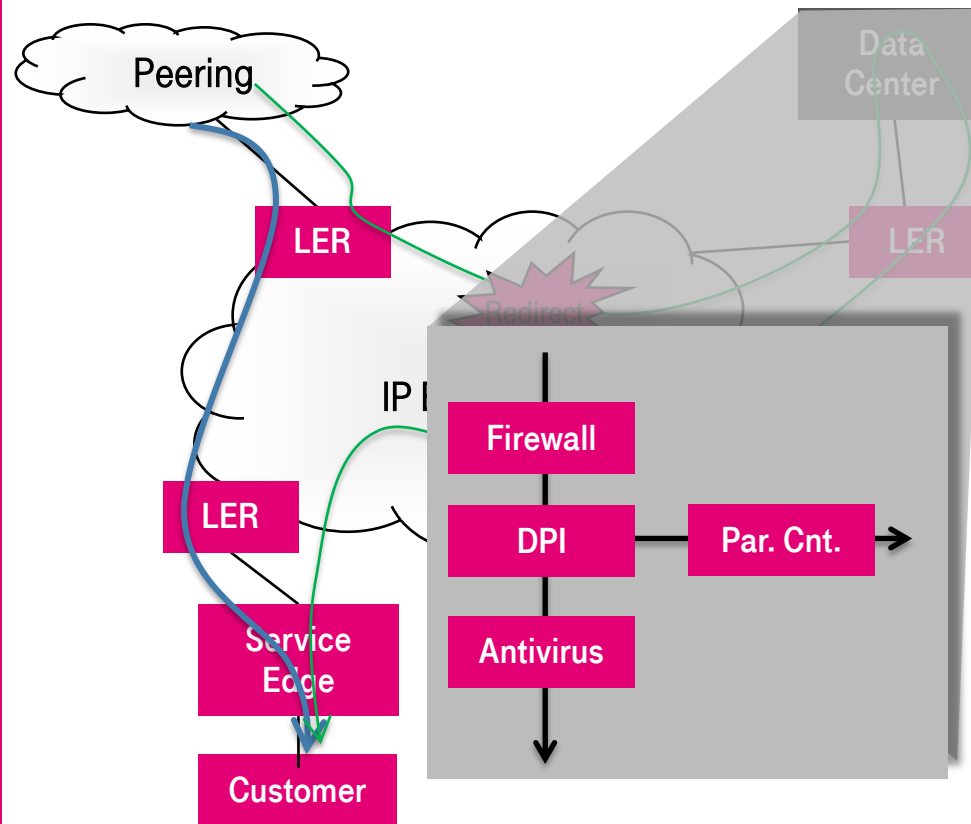 Peering
Data
Center
LER
LER
Redirect
IP
Firewall
LER
DPI
Par. Cnt.
Service
Edge
Antivirus
Customer